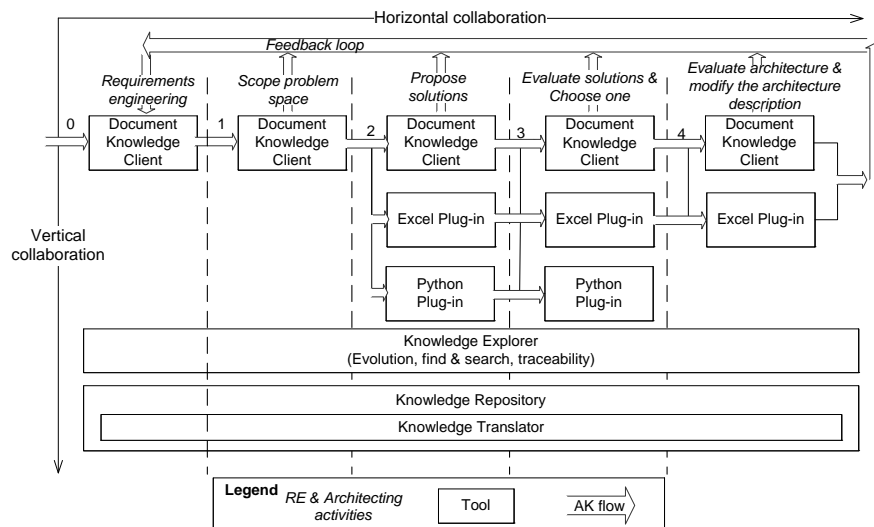 Horizontal collaboration
Feedback loop
Requirements
engineering
Scope problem
space
Propose
solutions
Evaluate solutions &
Choose one
Evaluate architecture &
modify the architecture
description
0
Document
Knowledge
Client
1
Document
Knowledge
Client
2
Document
Knowledge
Client
3
Document
Knowledge
Client
4
Document
Knowledge
Client
Vertical
collaboration
Excel Plug-in
Excel Plug-in
Excel Plug-in
Python
Plug-in
Python
Plug-in
Knowledge Explorer
(Evolution, find & search, traceability)
Knowledge Repository
Knowledge Translator
Legend
RE & Architecting
activities
Tool
AK flow